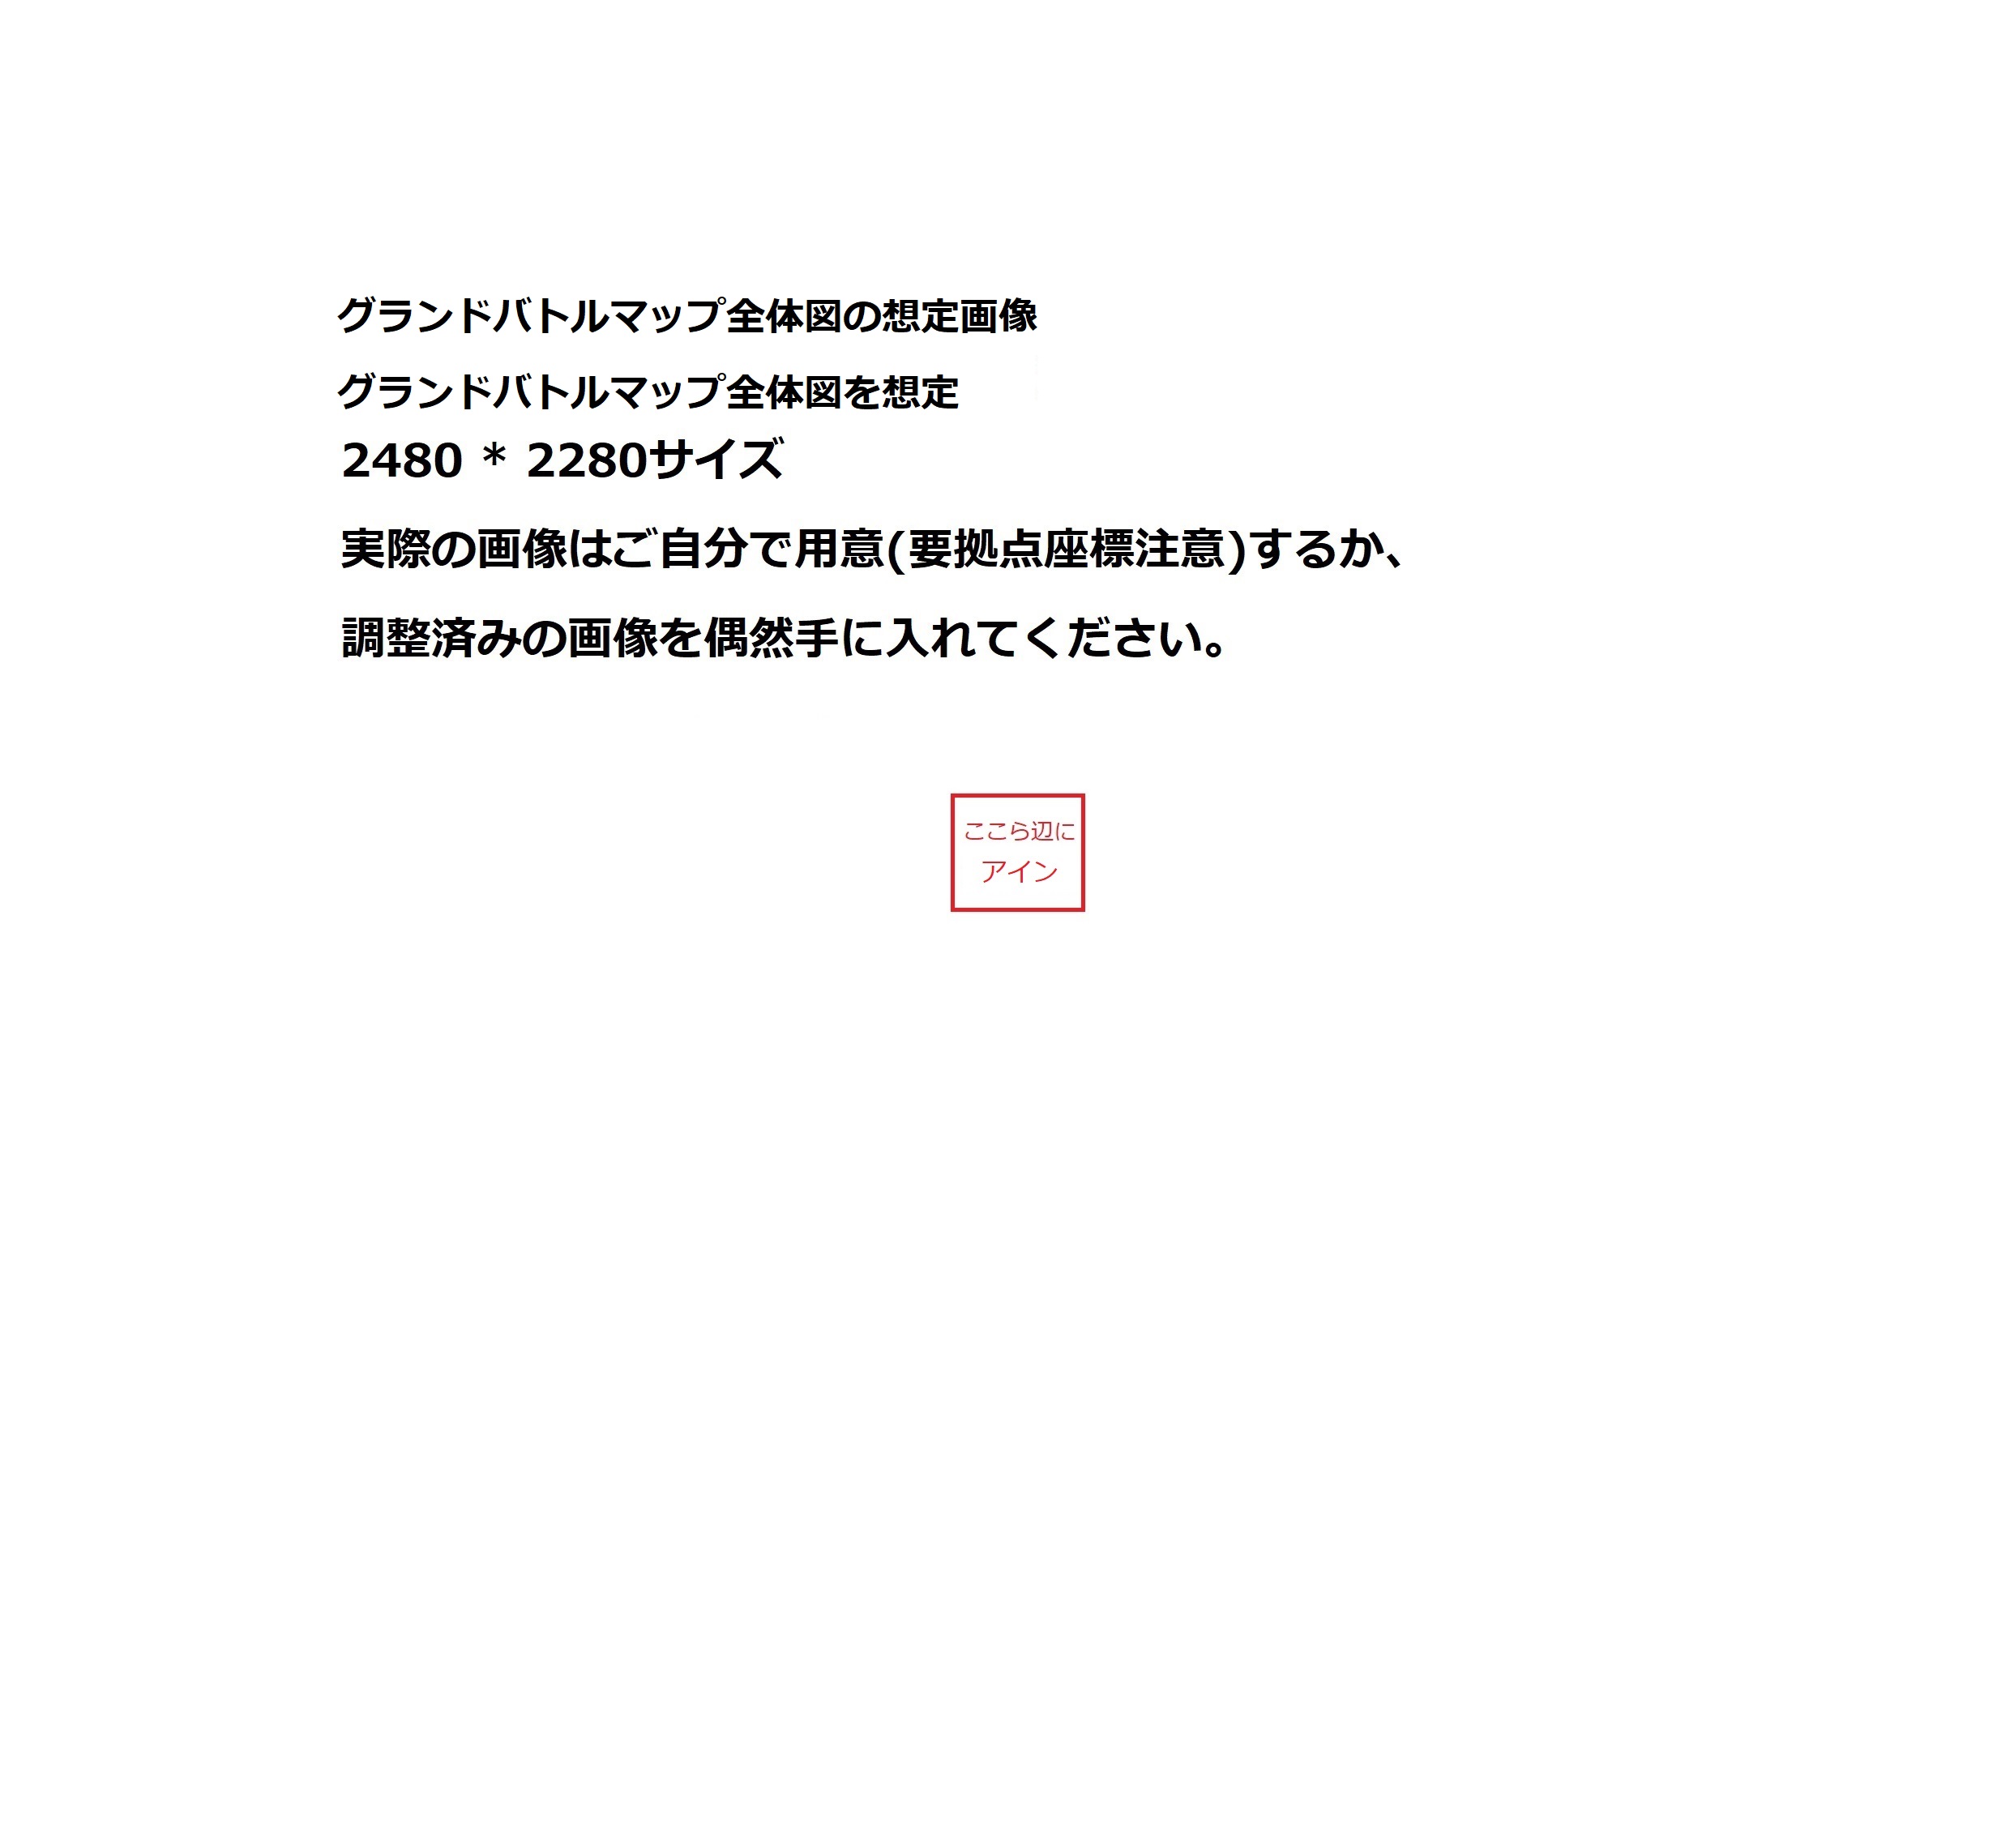 グランドバトルマップ全体図の想定画像
グランドバトルマップ全体図を想定
2480 * 2280サイズ
実際の画像はご自分で用意(要拠点座標注意)するか、
調整済みの画像を偶然手に入れてください。
ここら辺に
アイン